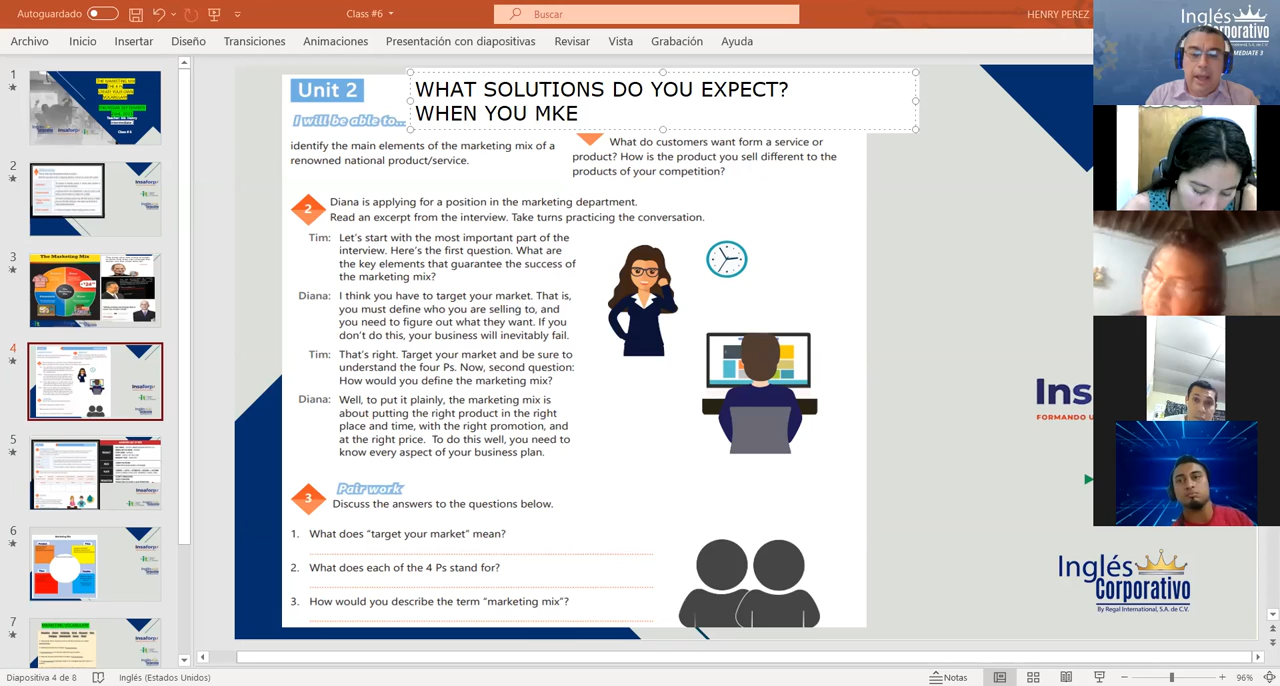 Autoguardado
Class #6
Buscar
HENRY PEREZ
Archivo Inicio Insertar Diseño Transiciones Animaciones Presentación con diapositivas Revisar Vista Grabación Ayuda
1
2
3
4
5
6
7
Unit 2
WHAT SOLUTIONS DO YOU EXPECT?
WHEN YOU MKE
I will be able to...
identify the main elements of the marketing mix of a
renowned national product/service.
What do customers want form a service or
product? How is the product you sell different to the
products of your competition?
2
Diana is applying for a position in the marketing department.
Read an excerpt from the interview. Take turns practicing the conversation.
Tim: Let's start with the most important part of the
interview. Here's the first question. What are
the key elements that guarantee the success of
the marketing mix?
Diana: I think you have to target your market. That is,
you must define who you are selling to, and
you need to figure out what they want. If you
don't do this, your business will inevitably fail.
Tim: That's right. Target your market and be sure to
understand the four Ps. Now, second question:
How would you define the marketing mix?
Diana: Well, to put it plainly, the marketing mix is
about putting the right product in the right
place and time, with the right promotion, and
at the right price. To do this well, you need to
know every aspect of your business plan.
3
Pair work
Discuss the answers to the questions below.
1. What does "target your market" mean?
2. What does each of the 4 Ps stand for?
3. How would you describe the term "marketing mix"?
Inglés
Corporativo
MEDIATE 3
Ins
FORMANDO U
Inglés
Corporativo
By Regal International, S.A. de C.V.
Diapositiva 4 de 8
Inglés (Estados Unidos)
Notas
96%